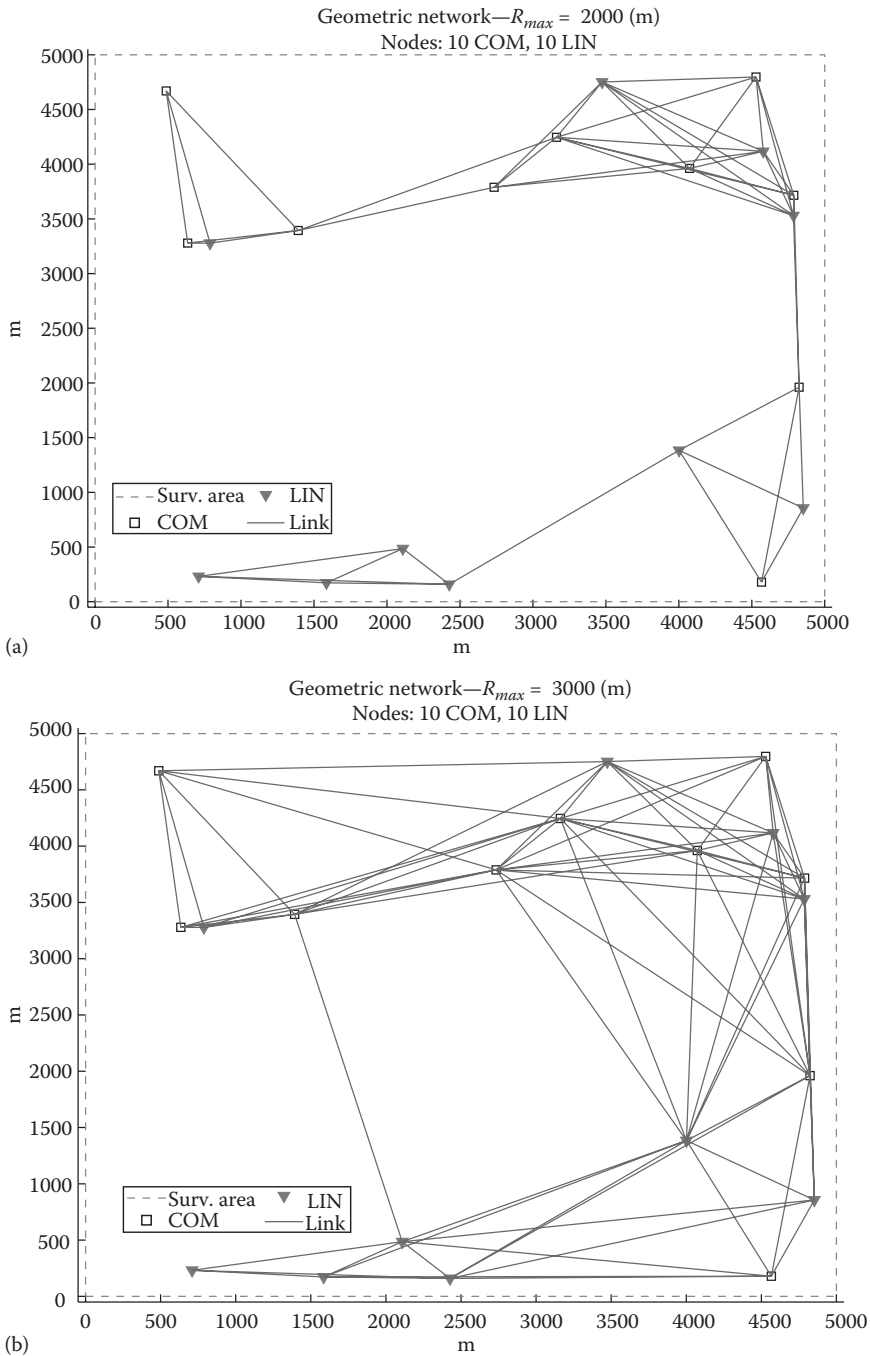 Geometric network—Rmax = 2000 (m)
Nodes: 10 COM, 10 LIN
5000
4500
4000
3500
3000
2500
2000
1500
1000
500
0
m
Surv. area LIN
COM Link
0 500 1000 1500 2000 2500 3000 3500 4000 4500 5000
m
(a)
Geometric network—Rmax = 3000 (m)
Nodes: 10 COM, 10 LIN
5000
4500
4000
3500
3000
2500
2000
1500
1000
500
0
m
Surv. area LIN
COM Link
0 500 1000 1500 2000 2500 3000 3500 4000 4500 5000
m
(b)